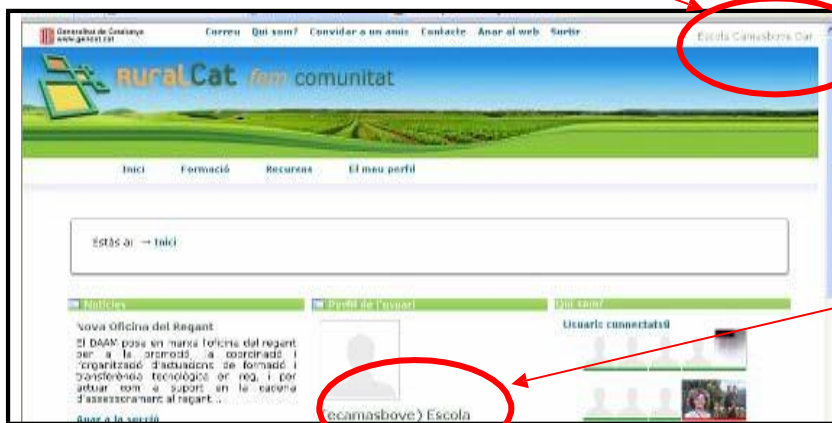 Generalitat de Catalunya
www.gencat.cat
Correu Qui som? Convidar a un amic Contacte Anar al web Sortir
Escola Camasbove Car
RuralCat fem comunitat
Inici Formació Recursos El meu perfil
Estàs a: → Inici
Notícies
Nova Oficina del Regant
El DAAM posa en marxa l'oficina del regant
per a la promoció, la coordinació i
l'organització d'actuacions de formació i
transferència tecnològica en reg, i per
actuar com a suport en la cadena
d'assessorament al regant...
Anar a la secció
Perfil de l'usuari
(ecamasbove) Escola
Qui som?
Usuaris connectats